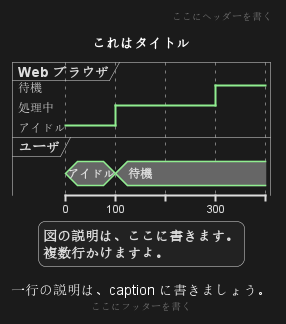 ここにヘッダーを書く
これはタイトル
Web ブラウザ
待機
処理中
アイドル
ユーザ
アイドル 待機
0 100 300
図の説明は、ここに書きます。
複数行かけますよ。
一行の説明は、caption に書きましょう。
ここにフッターを書く